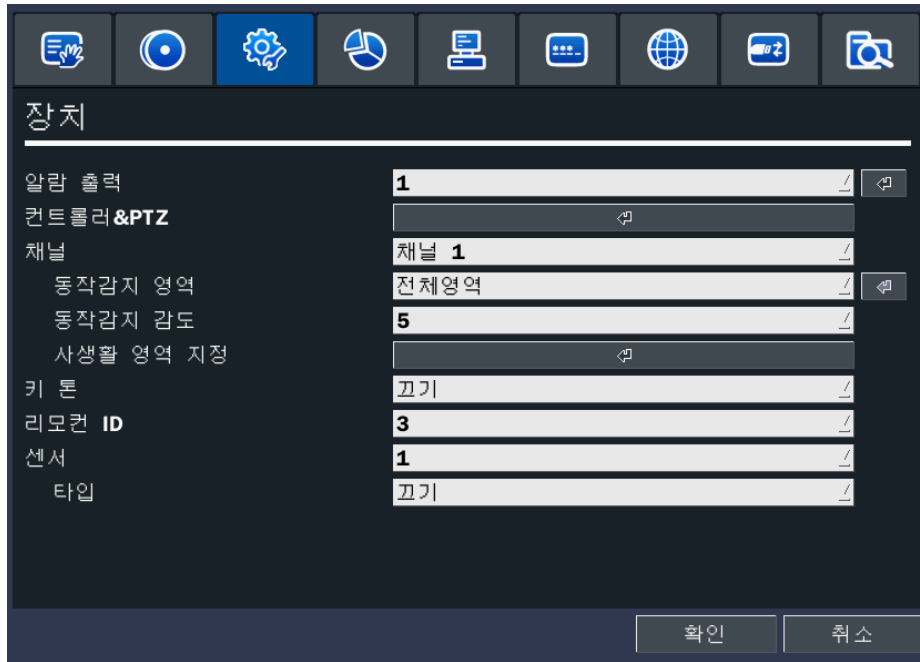 장치
알람 출력 1
컨트롤러&PTZ
채널 채널 1
동작감지 영역 전체영역
동작감지 감도 5
사생활 영역 지정
키 톤 끄기
리모컨 ID 3
센서 1
타입 끄기
확인 취소